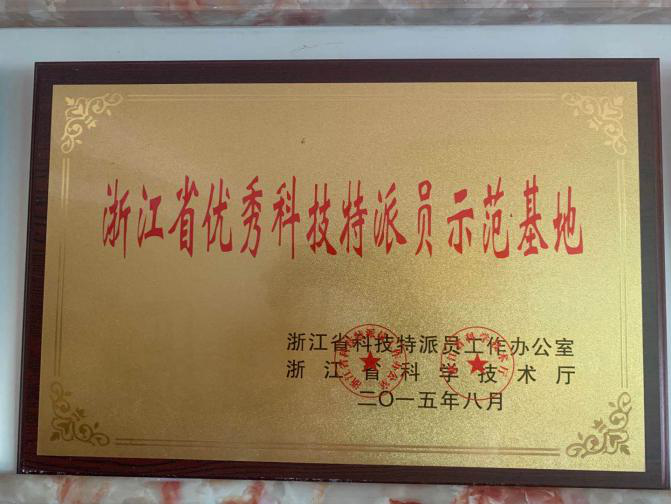 浙江省优秀科技特派员示范基地
浙江省科技特派员工作办公室
浙江省科学技术厅
二〇一五年八月